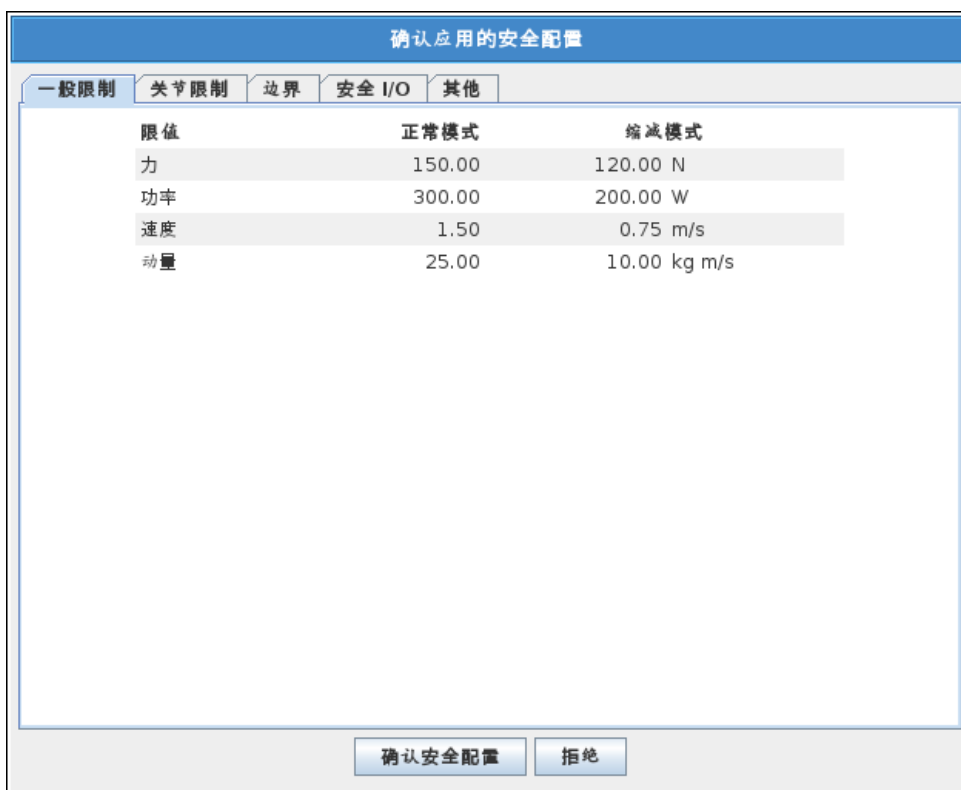 确认应用的安全配置
一般限制 关节限制 边界 安全 I/O 其他
限值 正常模式 缩减模式
力 150.00 120.00 N
功率 300.00 200.00 W
速度 1.50 0.75 m/s
动量 25.00 10.00 kg m/s
确认安全配置 拒绝